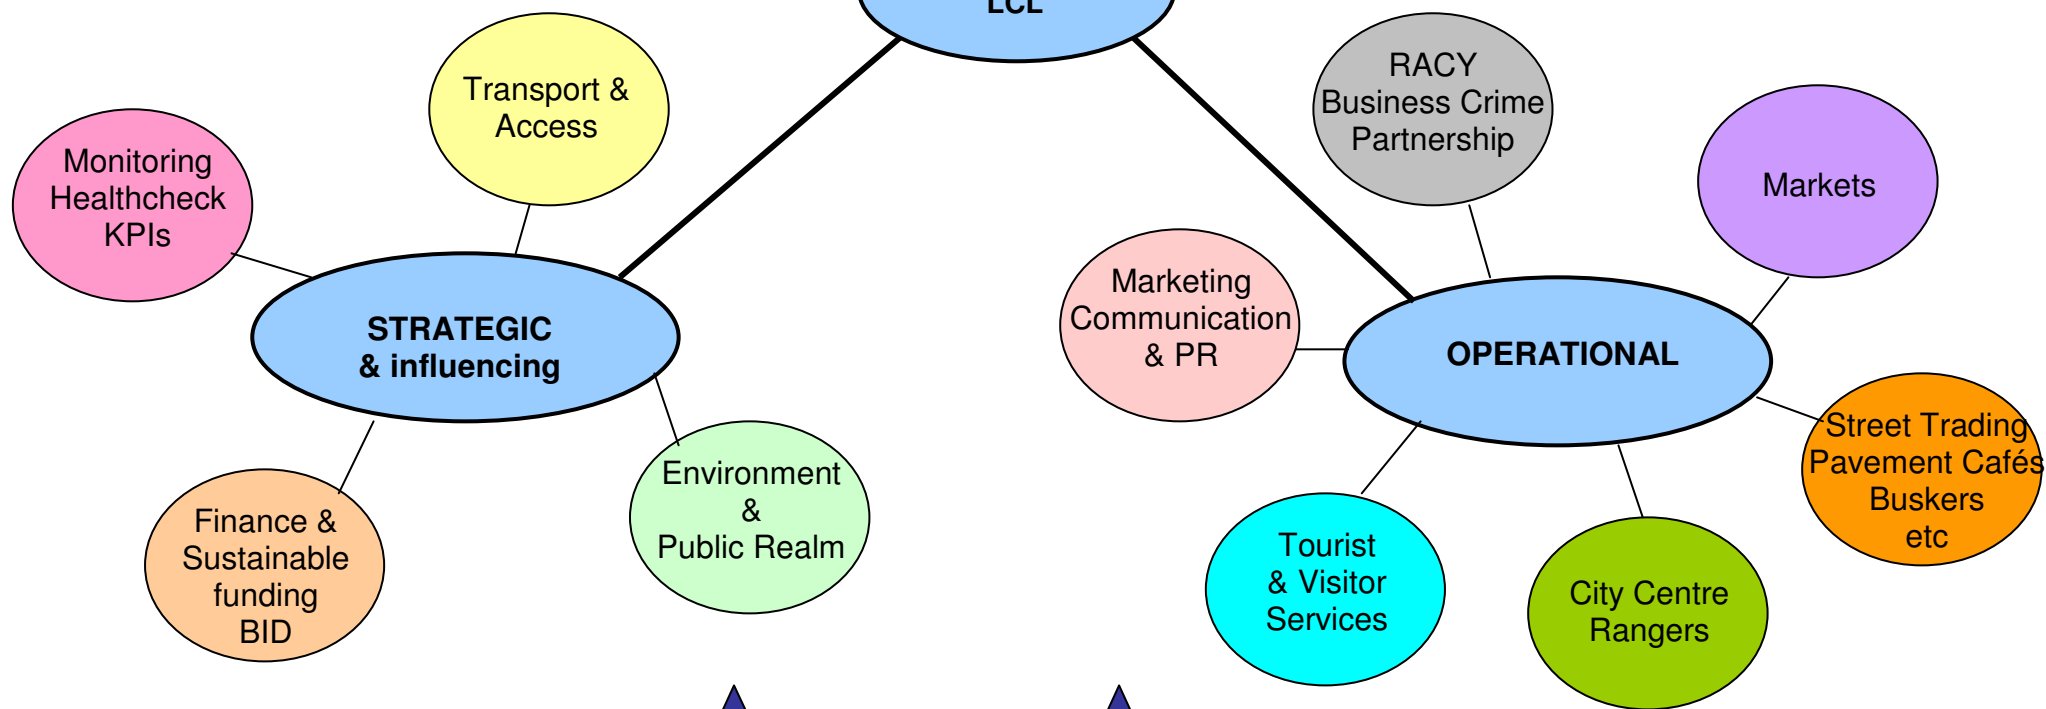 LCL
Transport &
Access
Monitoring
Healthcheck
KPIs
STRATEGIC
& influencing
Finance &
Sustainable
funding
BID
Environment
&
Public Realm
RACY
Business Crime
Partnership
Markets
Marketing
Communication
& PR
OPERATIONAL
Street Trading
Pavement Cafés
Buskers
etc
Tourist
& Visitor
Services
City Centre
Rangers